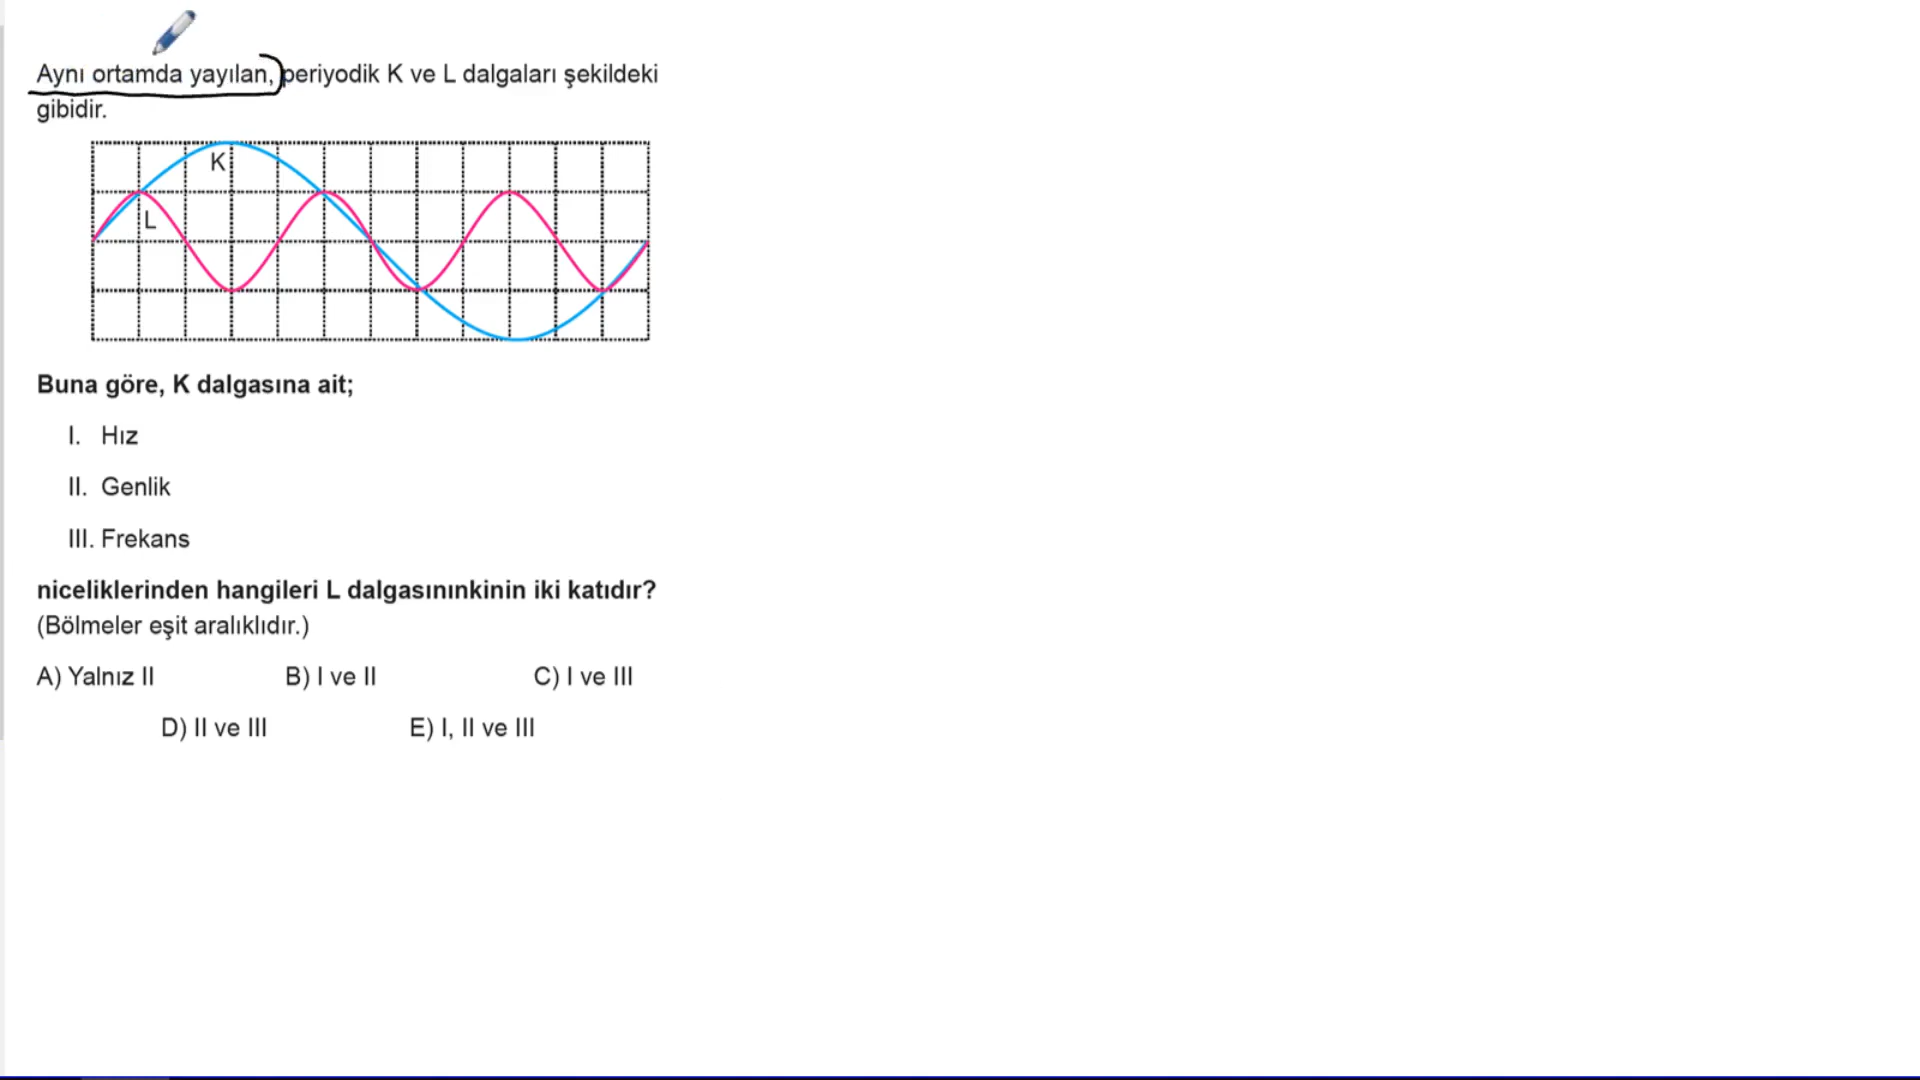 Aynı ortamda yayılan, periyodik K ve L dalgaları şekildeki
gibidir.
K
L
Buna göre, K dalgasına ait;
I. Hız
II. Genlik
III. Frekans
niceliklerinden hangileri L dalgasınınkinin iki katıdır?
(Bölmeler eşit aralıklıdır.)
A) Yalnız II B) I ve II C) I ve III
D) II ve III E) I, II ve III